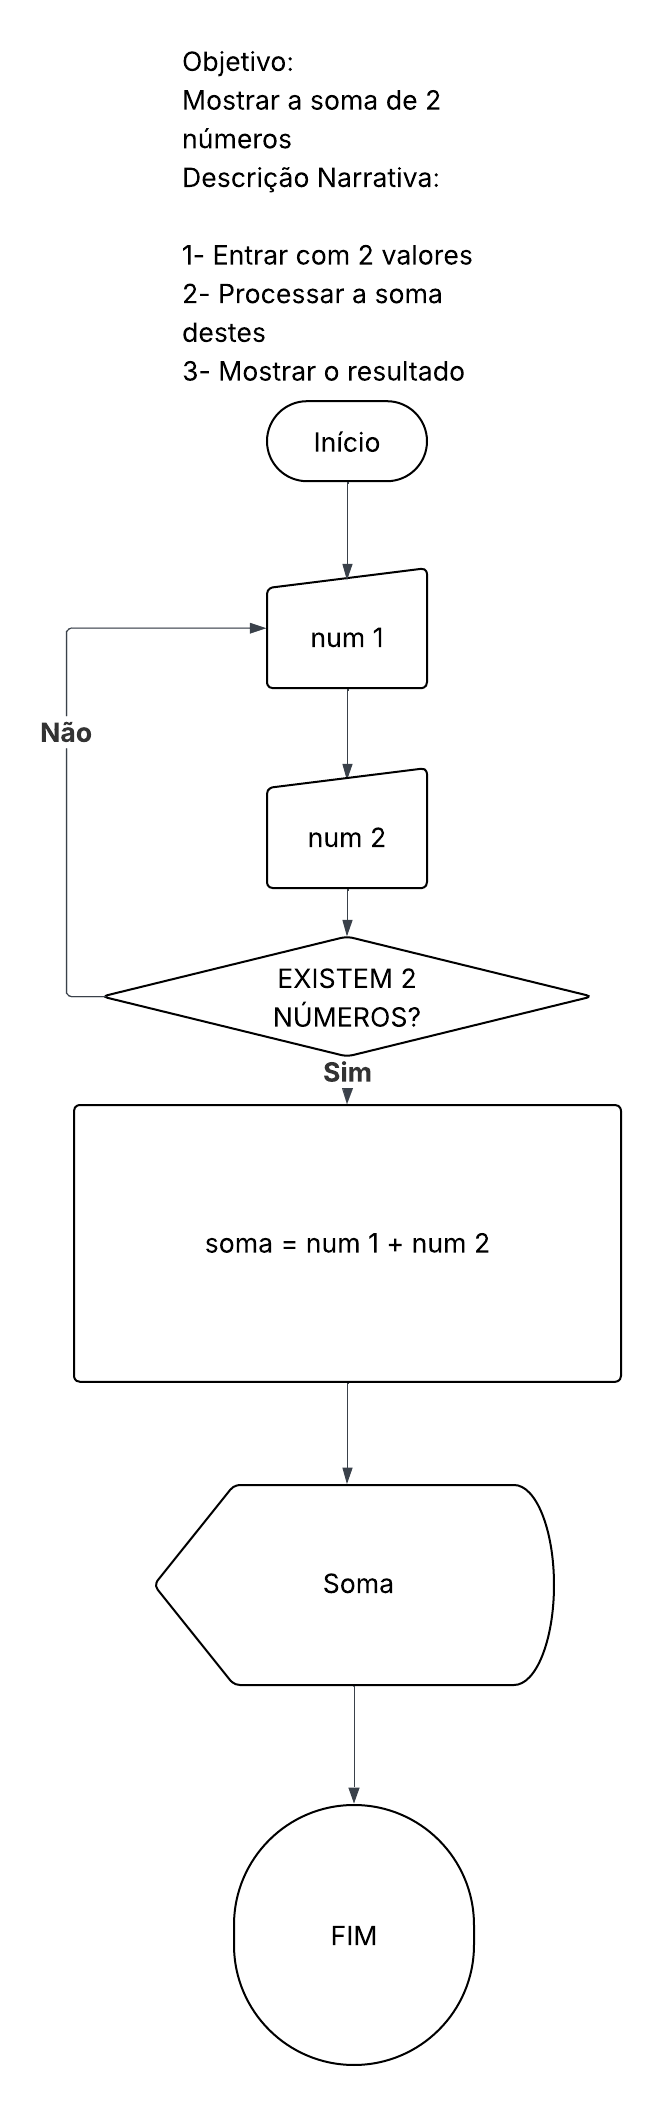 Objetivo:
Mostrar a soma de 2
números
Descrição Narrativa:
1- Entrar com 2 valores
2- Processar a soma
destes
3- Mostrar o resultado
Início
num 1
Não
num 2
EXISTEM 2
NÚMEROS?
Sim
soma = num 1 + num 2
Soma
FIM